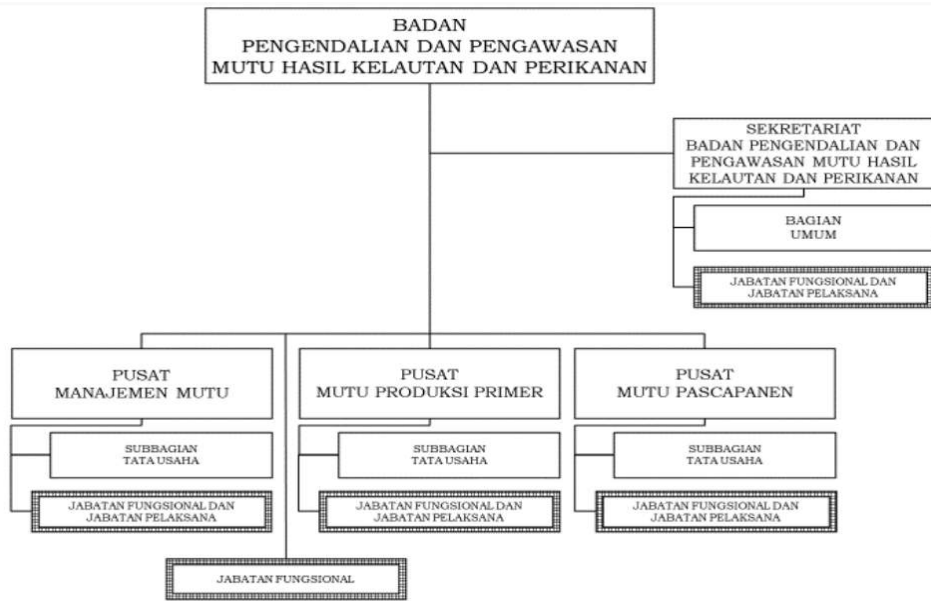 BADAN
PENGENDALIAN DAN PENGAWASAN
MUTU HASIL KELAUTAN DAN PERIKANAN
SEKRETARIAT
BADAN PENGENDALIAN DAN
PENGAWASAN MUTU HASIL
KELAUTAN DAN PERIKANAN
BAGIAN
UMUM
JABATAN FUNGSIONAL DAN
JABATAN PELAKSANA
PUSAT
MANAJEMEN MUTU
SUBBAGIAN
TATA USAHA
JABATAN FUNGSIONAL DAN
JABATAN PELAKSANA
PUSAT
MUTU PRODUKSI PRIMER
SUBBAGIAN
TATA USAHA
JABATAN FUNGSIONAL DAN
JABATAN PELAKSANA
PUSAT
MUTU PASCAPANEN
SUBBAGIAN
TATA USAHA
JABATAN FUNGSIONAL DAN
JABATAN PELAKSANA
JABATAN FUNGSIONAL